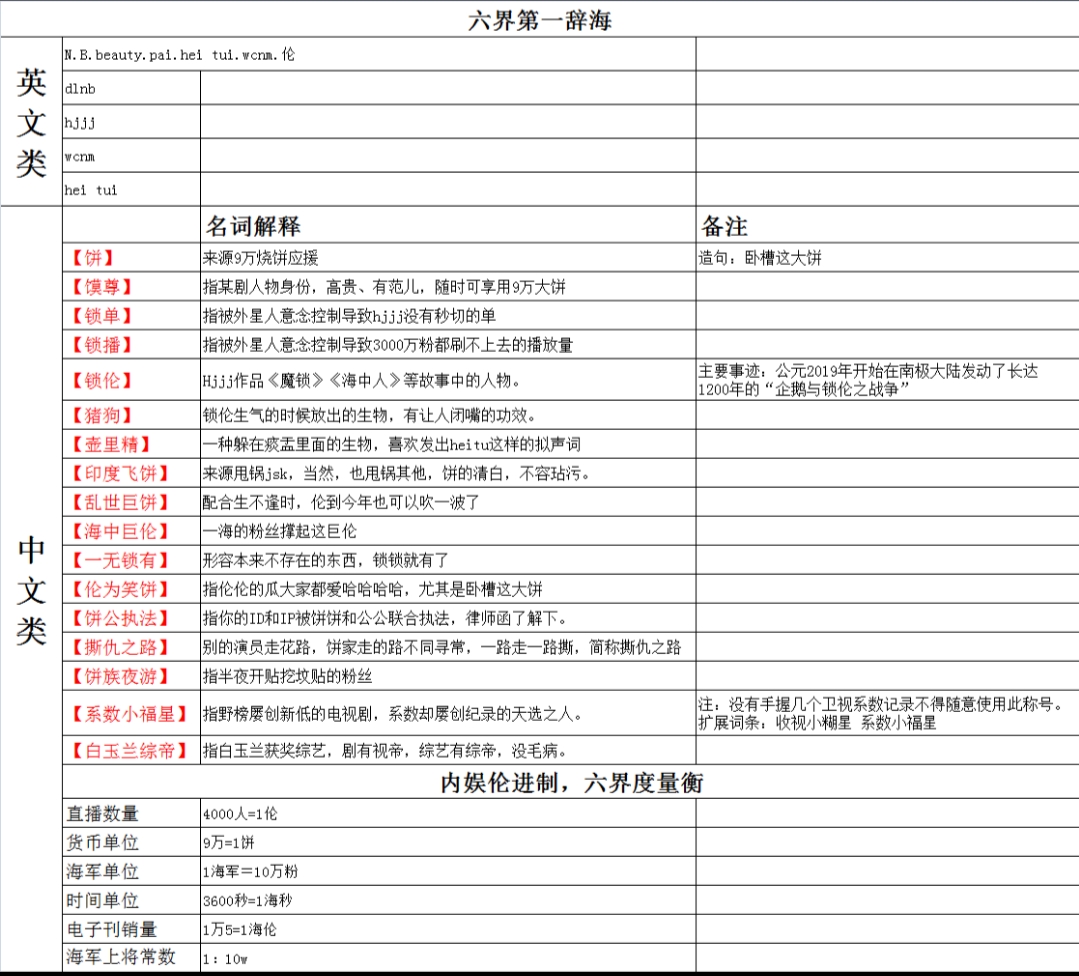 六界第一辞海
英文类
N.B.beauty.pai.hei tui.wcnm.伦
dlnb
hjjj
wcnm
hei tui
中文类
名词解释 备注
【饼】 来源9万烧饼应援 造句：卧槽这大饼
【馍尊】 指某剧人物身份，高贵、有范儿，随时可享用9万大饼
【锁单】 指被外星人意念控制导致hjjj没有秒切的单
【锁播】 指被外星人意念控制导致3000万粉都刷不上去的播放量
【锁伦】 Hjjj作品《魔锁》《海中人》等故事中的人物。 主要事迹：公元2019年开始在南极大陆发动了长达
1200年的“企鹅与锁伦之战争”
【猪狗】 锁伦生气的时候放出的生物，有让人闭嘴的功效。
【壶里精】 一种躲在痰盂里面的生物，喜欢发出heitu这样的拟声词
【印度飞饼】 来源甩锅jsk，当然，也甩锅其他，饼的清白，不容玷污。
【乱世巨饼】 配合生不逢时，伦到今年也可以吹一波了
【海中巨伦】 一海的粉丝撑起这巨伦
【一无锁有】 形容本来不存在的东西，锁锁就有了
【伦为笑饼】 指伦伦的瓜大家都爱哈哈哈哈，尤其是卧槽这大饼
【饼公执法】 指你的ID和IP被饼饼和公公联合执法，律师函了解下。
【撕仇之路】 别的演员走花路，饼家走的路不同寻常，一路走一路撕，简称撕仇之路
【饼族夜游】 指半夜开贴挖坟贴的粉丝
【系数小福星】 指野榜屡创新低的电视剧，系数却屡创纪录的天选之人。 注：没有手握几个卫视系数记录不得随意使用此称号。
扩展词条：收视小糊星 系数小福星
【白玉兰综帝】 指白玉兰获奖综艺，剧有视帝，综艺有综帝，没毛病。
内娱伦进制，六界度量衡
直播数量 4000人=1伦
货币单位 9万=1饼
海军单位 1海军＝10万粉
时间单位 3600秒=1海秒
电子刊销量 1万5=1海伦
海军上将常数 1：10w